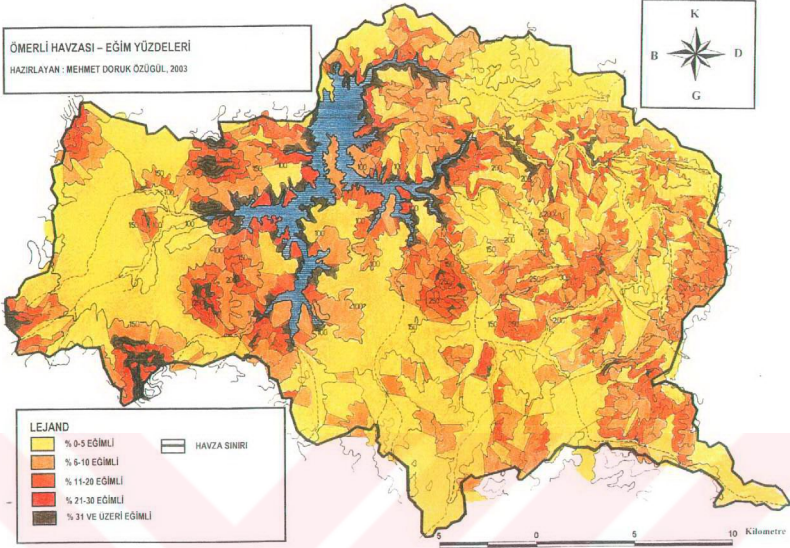 ÖMERLİ HAVZASI – EĞİM YÜZDELERİ
HAZIRLAYAN : MEHMET DORUK ÖZÜGÜL, 2003
K
B D
G
LEJAND
% 0-5 EĞİMLİ
HAVZA SINIRI
% 6-10 EĞİMLİ
% 11-20 EĞİMLİ
% 21-30 EĞİMLİ
% 31 VE ÜZERİ EĞİMLİ
5 0 5 10 Kilometre